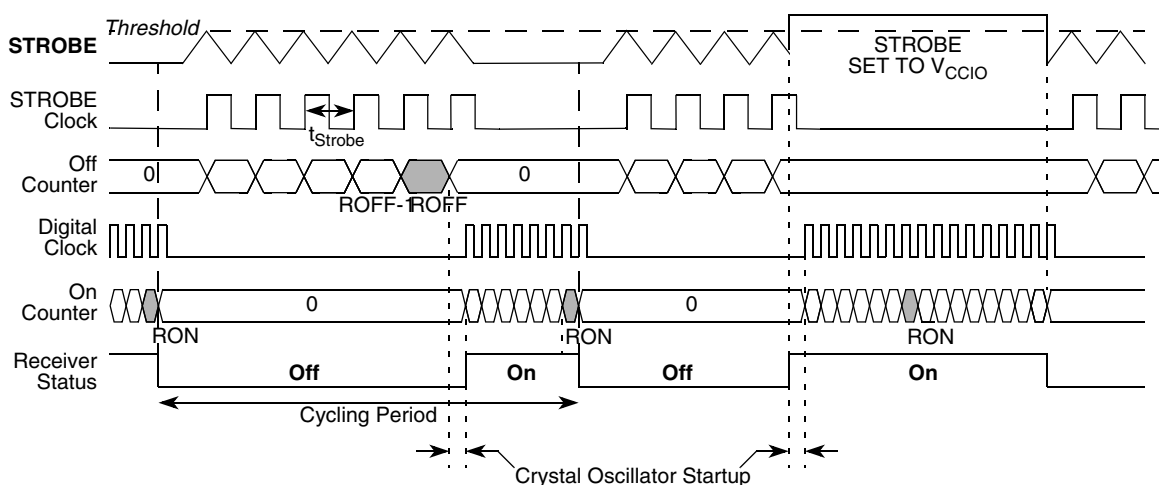 Threshold
STROBE
STROBE
SET TO VCCIO
STROBE
Clock
tStrobe
Off
Counter
0
0
ROFF-1
ROFF
Digital
Clock
On
Counter
0
0
RON
RON
RON
Receiver
Status
Off
On
Off
On
Cycling Period
Crystal Oscillator Startup